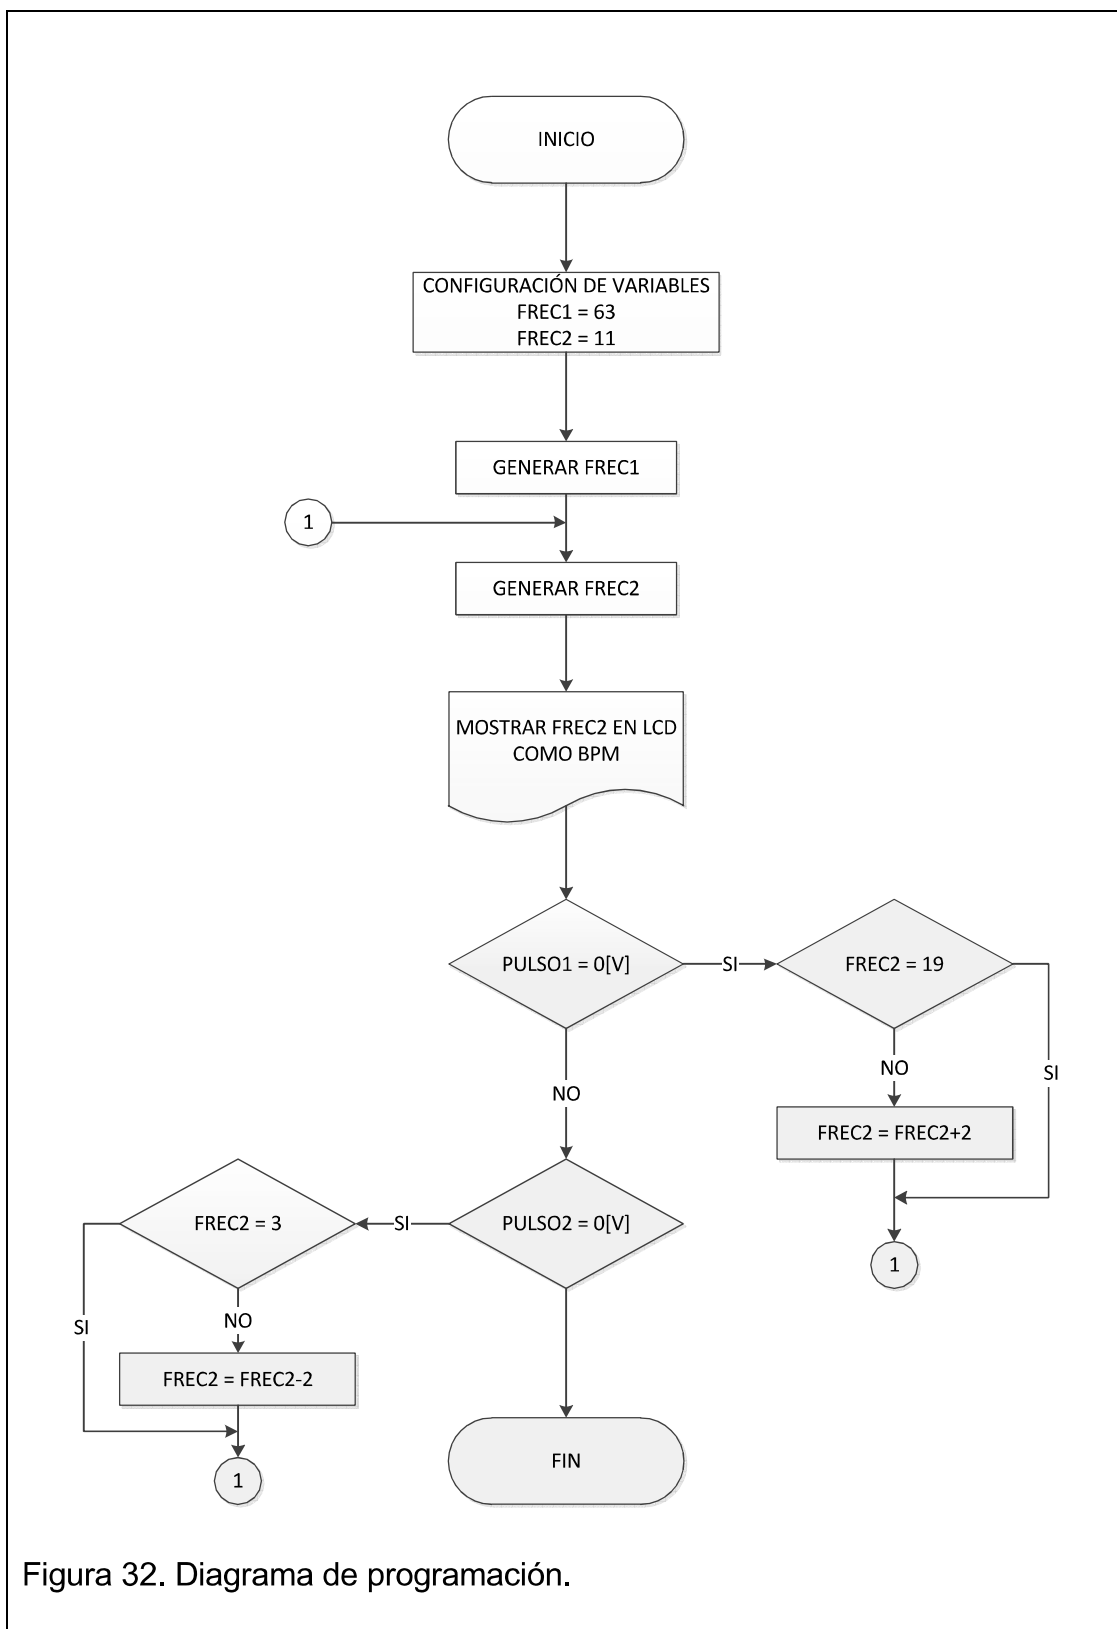 INICIO
CONFIGURACIÓN DE VARIABLES
FREC1 = 63
FREC2 = 11
GENERAR FREC1
1
GENERAR FREC2
MOSTRAR FREC2 EN LCD
COMO BPM
PULSO1 = 0[V]
SI
FREC2 = 19
NO
SI
NO
FREC2 = FREC2+2
FREC2 = 3
SI
PULSO2 = 0[V]
1
SI
NO
FREC2 = FREC2-2
1
FIN
Figura 32. Diagrama de programación.